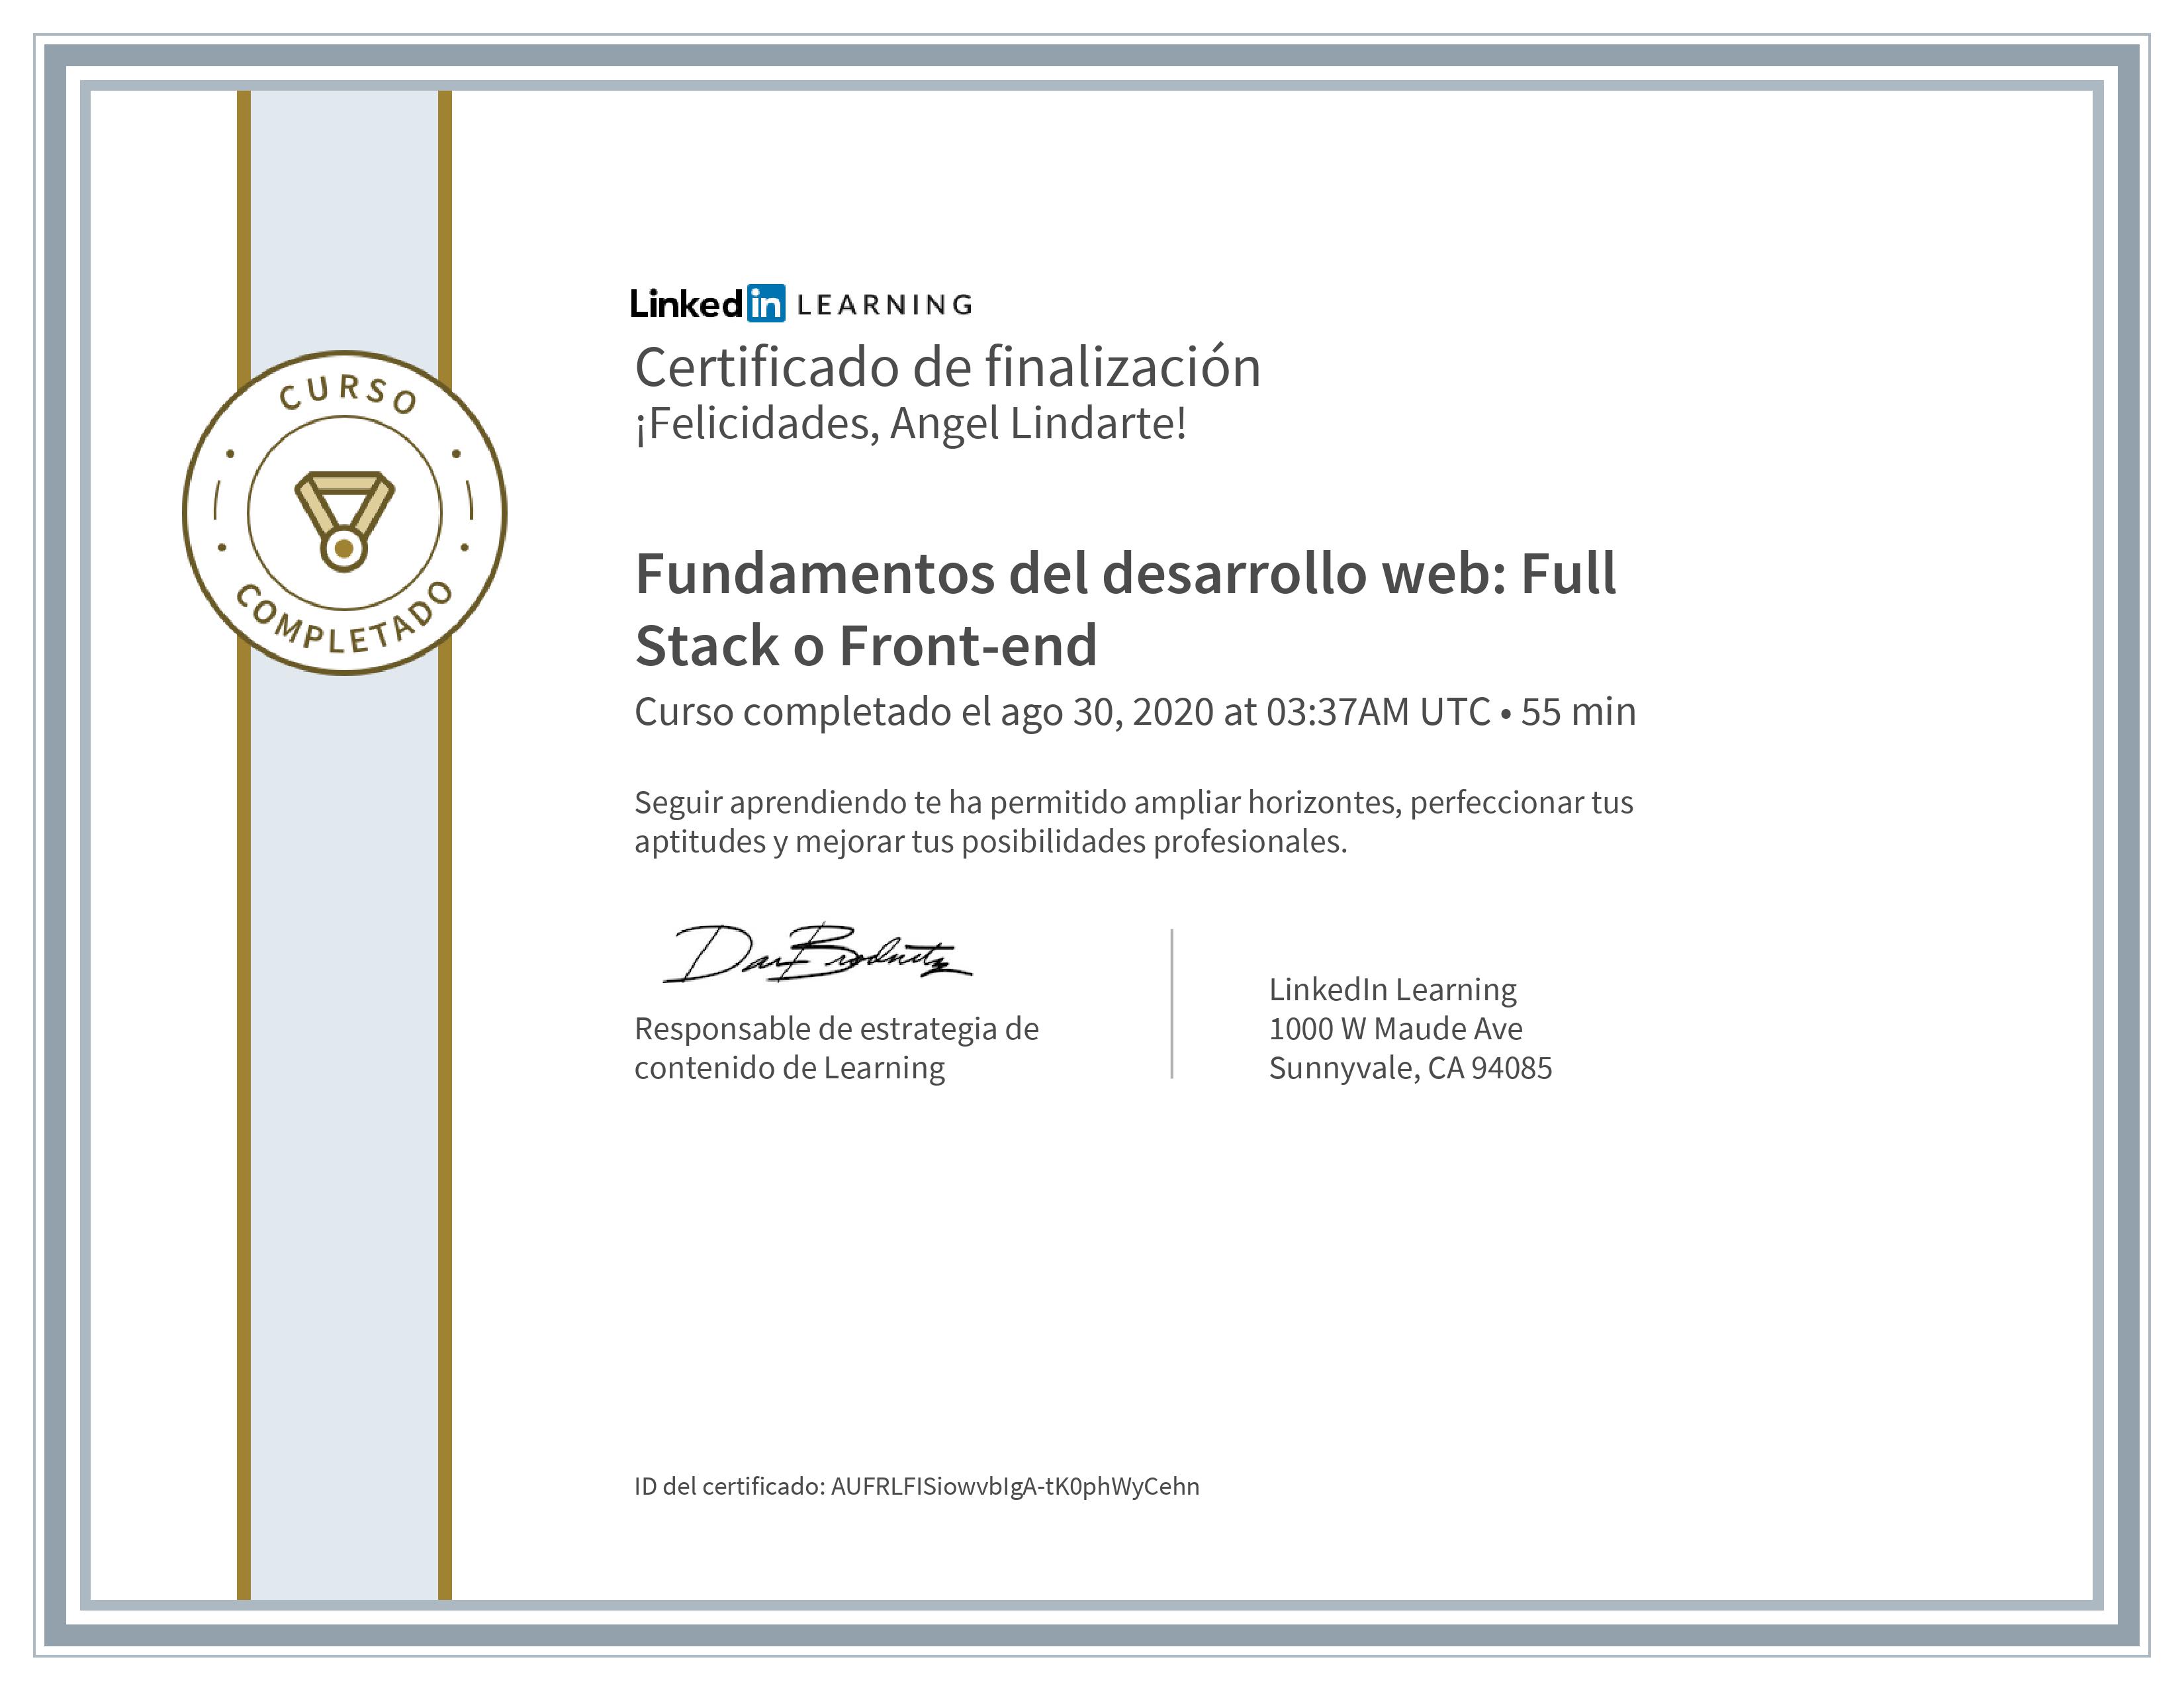 LinkedIn LEARNING
Certificado de finalización
¡Felicidades, Angel Lindarte!
CURSO
COMPLETADO
Fundamentos del desarrollo web: Full
Stack o Front-end
Curso completado el ago 30, 2020 at 03:37AM UTC • 55 min
Seguir aprendiendo te ha permitido ampliar horizontes, perfeccionar tus
aptitudes y mejorar tus posibilidades profesionales.
Dan Brodnitz
Responsable de estrategia de
contenido de Learning
LinkedIn Learning
1000 W Maude Ave
Sunnyvale, CA 94085
ID del certificado: AUFRLFISiowvbIgA-tK0phWyCehn